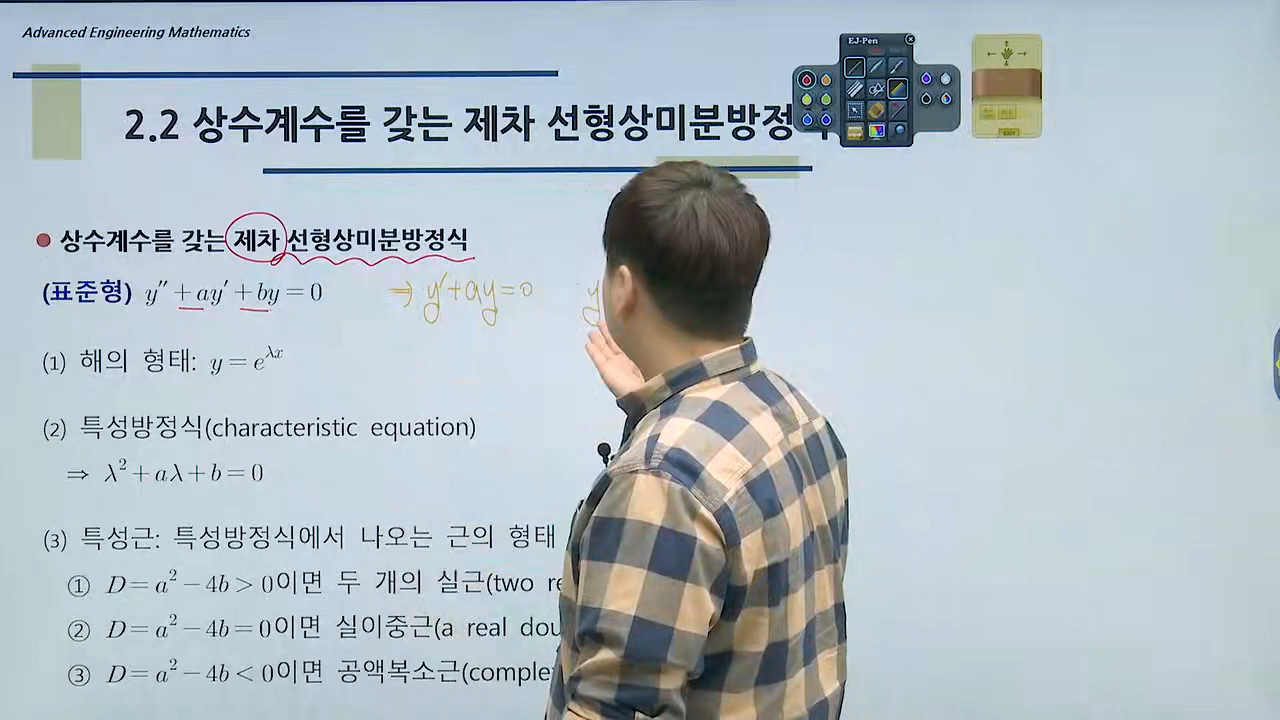 Advanced Engineering Mathematics
EJ-Pen
2.2 상수계수를 갖는 제차 선형상미분방정
상수계수를 갖는 제차 선형상미분방정식
(표준형) y″ + ay′ + by = 0 → y′ + ay = 0 y
(1) 해의 형태: y = e^{λx}
(2) 특성방정식(characteristic equation)
⇒ λ² + aλ + b = 0
(3) 특성근: 특성방정식에서 나오는 근의 형태
① D = a² − 4b > 0이면 두 개의 실근(two re
② D = a² − 4b = 0이면 실이중근(a real dou
③ D = a² − 4b < 0이면 공액복소근(comple